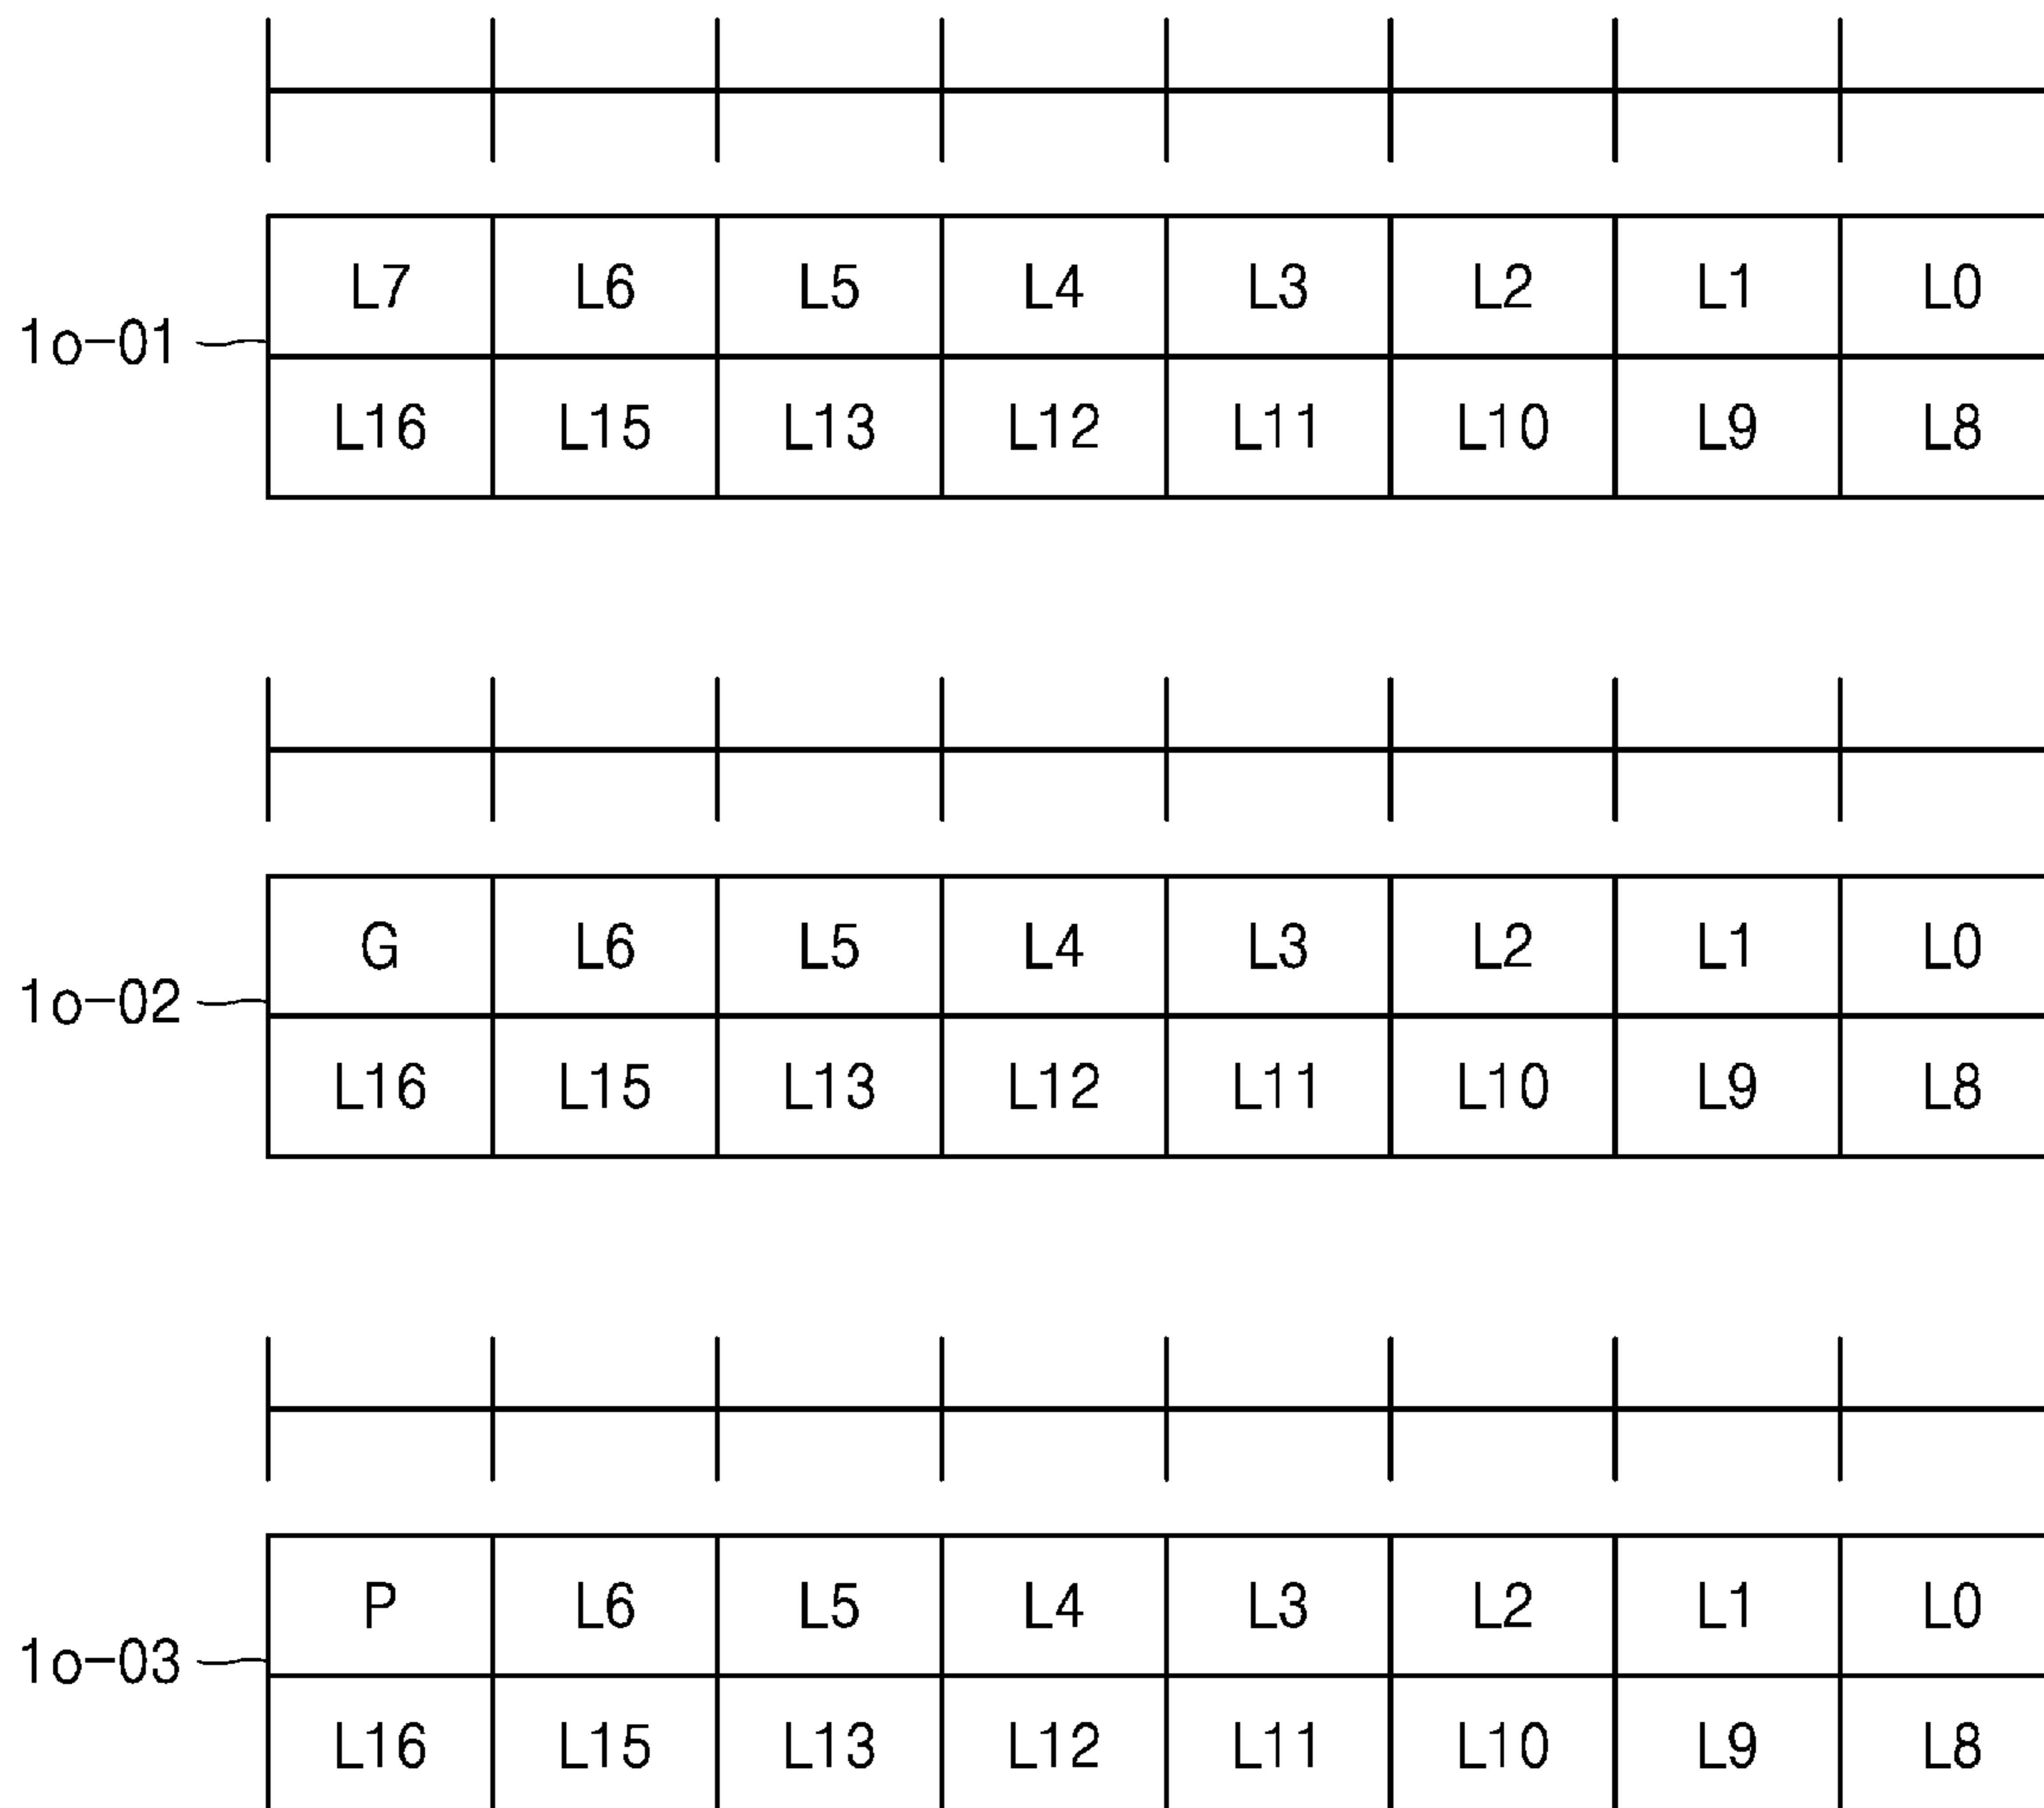 L7 L6 L5 L4 L3 L2 L1 L0
1o-01
L16 L15 L13 L12 L11 L10 L9 L8
G L6 L5 L4 L3 L2 L1 L0
1o-02
L16 L15 L13 L12 L11 L10 L9 L8
P L6 L5 L4 L3 L2 L1 L0
1o-03
L16 L15 L13 L12 L11 L10 L9 L8